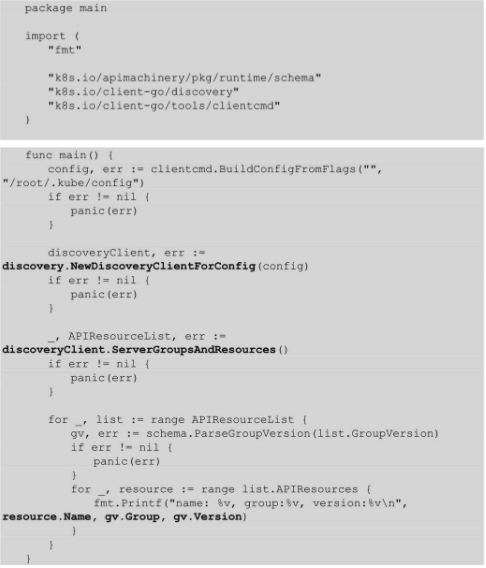 package main
import (
"fmt"
"k8s.io/apimachinery/pkg/runtime/schema"
"k8s.io/client-go/discovery"
"k8s.io/client-go/tools/clientcmd"
)
func main() {
config, err := clientcmd.BuildConfigFromFlags("",
"/root/.kube/config")
if err != nil {
panic(err)
}
discoveryClient, err :=
discovery.NewDiscoveryClientForConfig(config)
if err != nil {
panic(err)
}
_, APIResourceList, err :=
discoveryClient.ServerGroupsAndResources()
if err != nil {
panic(err)
}
for _, list := range APIResourceList {
gv, err := schema.ParseGroupVersion(list.GroupVersion)
if err != nil {
panic(err)
}
for _, resource := range list.APIResources {
fmt.Printf("name: %v, group:%v, version:%v\n",
resource.Name, gv.Group, gv.Version)
}
}
}